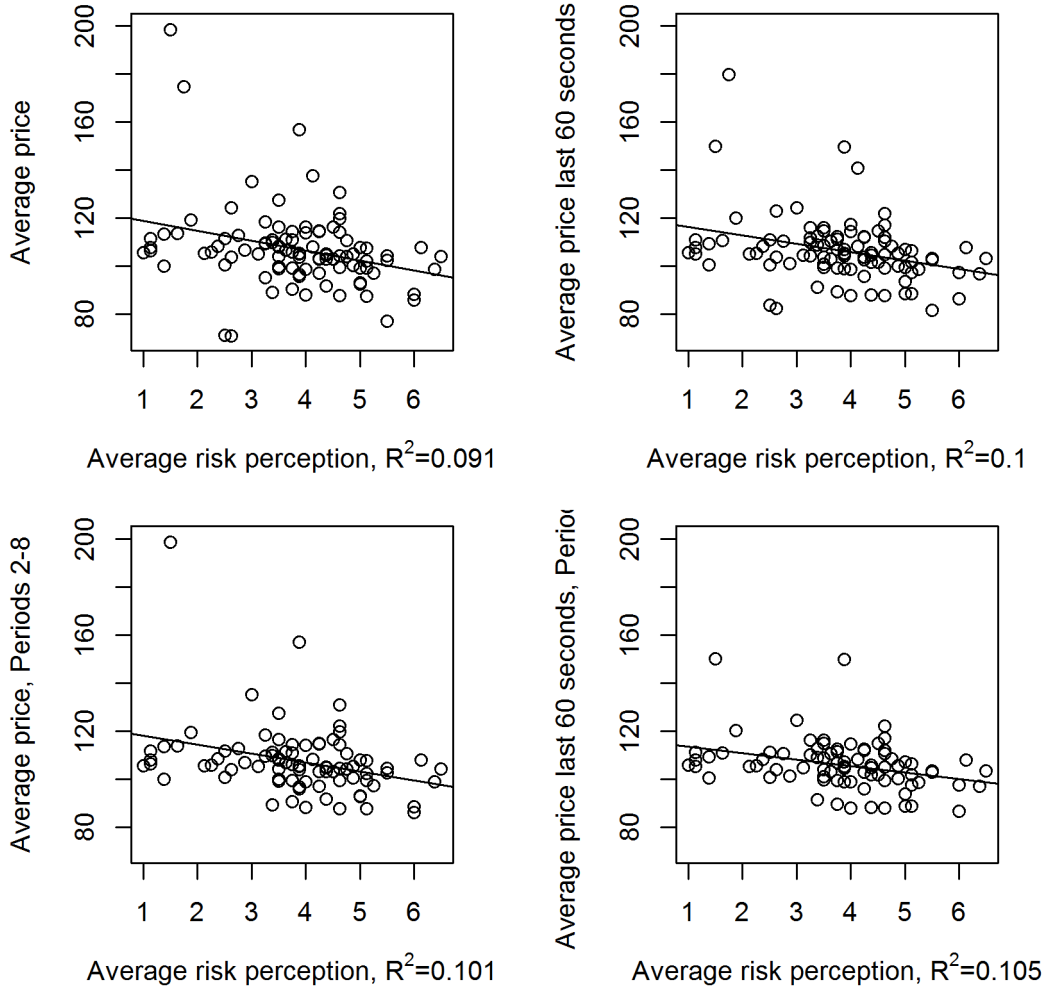 Average price
200
160
120
80
1 2 3 4 5 6
Average risk perception, R²=0.091
Average price last 60 seconds
200
160
120
80
1 2 3 4 5 6
Average risk perception, R²=0.1
Average price, Periods 2-8
200
160
120
80
1 2 3 4 5 6
Average risk perception, R²=0.101
Average price last 60 seconds,
200
160
120
80
1 2 3 4 5 6
Average risk perception, R²=0.105